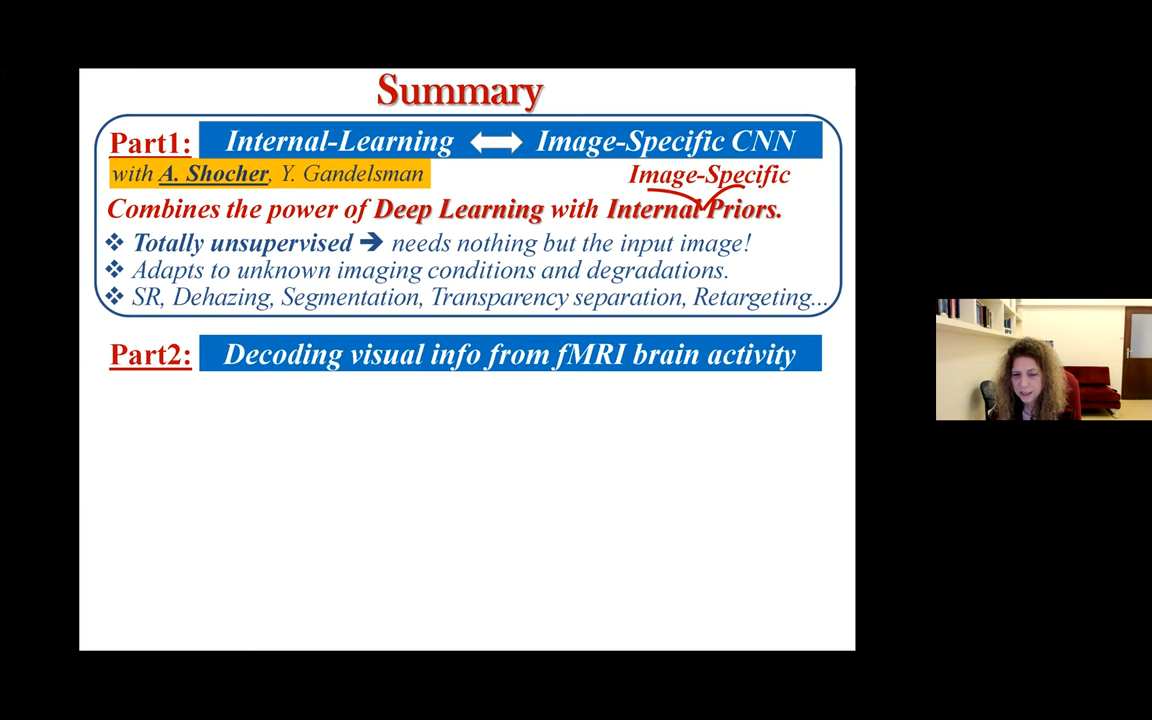 Summary
Part1: Internal-Learning ⟷ Image-Specific CNN
with A. Shocher, Y. Gandelsman
Image-Specific
Combines the power of Deep Learning with Internal Priors.
❖ Totally unsupervised ➔ needs nothing but the input image!
❖ Adapts to unknown imaging conditions and degradations.
❖ SR, Dehazing, Segmentation, Transparency separation, Retargeting...
Part2: Decoding visual info from fMRI brain activity